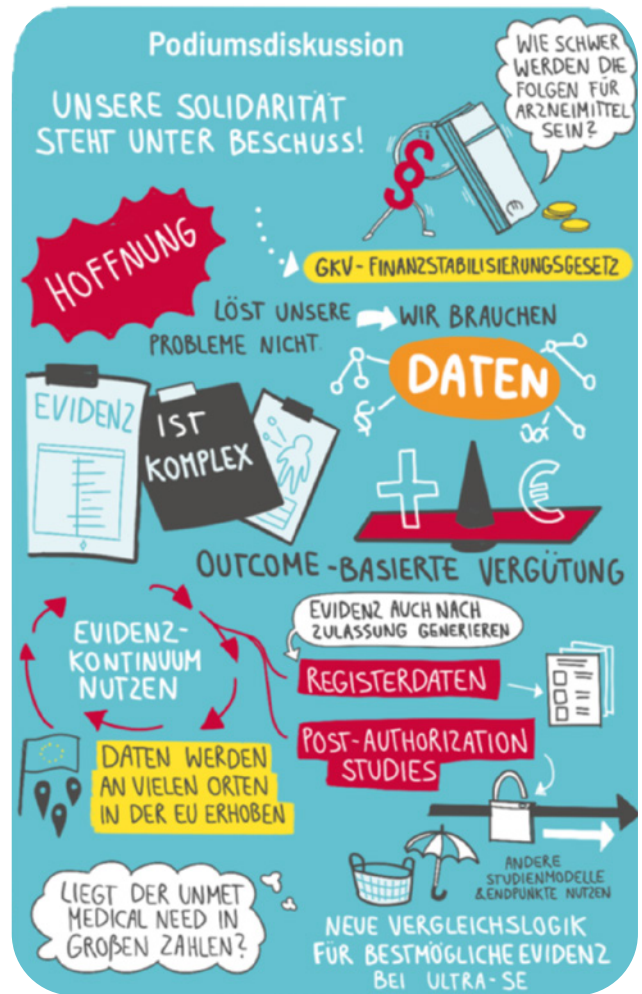 Podiumsdiskussion
UNSERE SOLIDARITÄT
STEHT UNTER BESCHUSS!
WIE SCHWER
WERDEN DIE
FOLGEN FÜR
ARZNEIMITTEL
SEIN?
§
€
HOFFNUNG
GKV-FINANZSTABILISIERUNGSGESETZ
LÖST UNSERE
PROBLEME NICHT.
WIR BRAUCHEN
DATEN
§
EVIDENZ
IST
KOMPLEX
€
OUTCOME-BASIERTE VERGÜTUNG
EVIDENZ-
KONTINUUM
NUTZEN
EVIDENZ AUCH NACH
ZULASSUNG GENERIEREN
REGISTERDATEN
POST-AUTHORIZATION
STUDIES
DATEN WERDEN
AN VIELEN ORTEN
IN DER EU ERHOBEN
ANDERE
STUDIENMODELLE
& ENDPUNKTE NUTZEN
LIEGT DER UNMET
MEDICAL NEED IN
GROßEN ZAHLEN?
NEUE VERGLEICHSLOGIK
FÜR BESTMÖGLICHE EVIDENZ
BEI ULTRA-SE